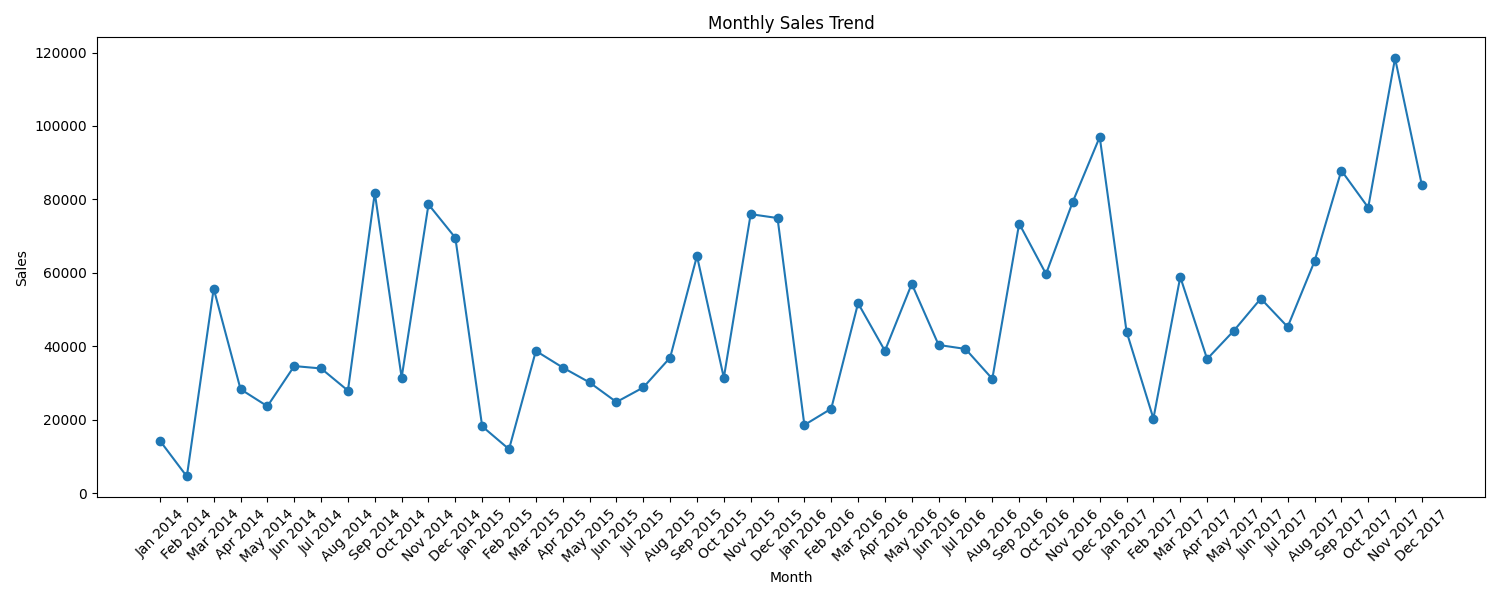 Monthly Sales Trend
120000
100000
80000
60000
40000
20000
0
Sales
Jan 2014
Feb 2014
Mar 2014
Apr 2014
May 2014
Jun 2014
Jul 2014
Aug 2014
Sep 2014
Oct 2014
Nov 2014
Dec 2014
Jan 2015
Feb 2015
Mar 2015
Apr 2015
May 2015
Jun 2015
Jul 2015
Aug 2015
Sep 2015
Oct 2015
Nov 2015
Dec 2015
Jan 2016
Feb 2016
Mar 2016
Apr 2016
May 2016
Jun 2016
Jul 2016
Aug 2016
Sep 2016
Oct 2016
Nov 2016
Dec 2016
Jan 2017
Feb 2017
Mar 2017
Apr 2017
May 2017
Jun 2017
Jul 2017
Aug 2017
Sep 2017
Oct 2017
Nov 2017
Dec 2017
Month